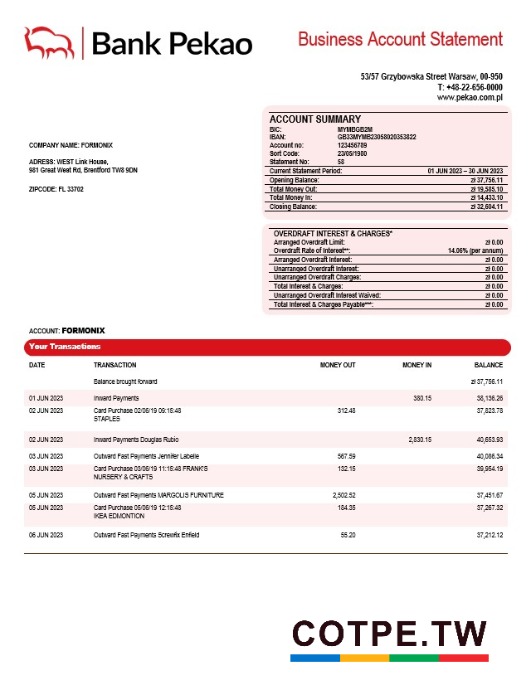 Bank Pekao
Business Account Statement
53/57 Grzybowska Street Warsaw, 00-950
T: +48-22-656-0000
www.pekao.com.pl
ACCOUNT SUMMARY
BIC: MYMBGB2M
IBAN: GB33MYMB23058020353822
Account no: 123456789
Sort Code: 23/05/1980
Statement No: 58
Current Statement Period: 01 JUN 2023 – 30 JUN 2023
Opening Balance: zł 37,756.11
Total Money Out: zł 19,585.10
Total Money In: zł 14,433.10
Closing Balance: zł 32,604.11
COMPANY NAME: FORMONIX
ADRESS: WEST Link House,
981 Great West Rd, Brentford TW8 9DN
ZIPCODE: FL 33702
OVERDRAFT INTEREST & CHARGES*
Arranged Overdraft Limit: zł 0.00
Overdraft Rate of Interest**: 14.06% (per annum)
Arranged Overdraft Interest: zł 0.00
Unarranged Overdraft Interest: zł 0.00
Unarranged Overdraft Charges: zł 0.00
Total Interest & Charges: zł 0.00
Unarranged Overdraft Interest Waived: zł 0.00
Total Interest & Charges Payable***: zł 0.00
ACCOUNT: FORMONIX
Your Transactions
DATE TRANSACTION MONEY OUT MONEY IN BALANCE
Balance brought forward zł 37,756.11
01 JUN 2023 Inward Payments 380.15 38,136.26
02 JUN 2023 Card Purchase 02/06/19 09:16:48 312.48 37,823.78
STAPLES
02 JUN 2023 Inward Payments Douglas Rubio 2,830.15 40,653.93
03 JUN 2023 Outward Fast Payments Jennifer Labelle 567.59 40,086.34
03 JUN 2023 Card Purchase 03/06/19 11:16:48 FRANK'S 132.15 39,954.19
NURSERY & CRAFTS
05 JUN 2023 Outward Fast Payments MARGOLIS FURNITURE 2,502.52 37,451.67
05 JUN 2023 Card Purchase 05/06/19 12:16:48 184.35 37,267.32
IKEA EDMONTION
06 JUN 2023 Outward Fast Payments Screwfix Enfield 55.20 37,212.12
COTPE.TW